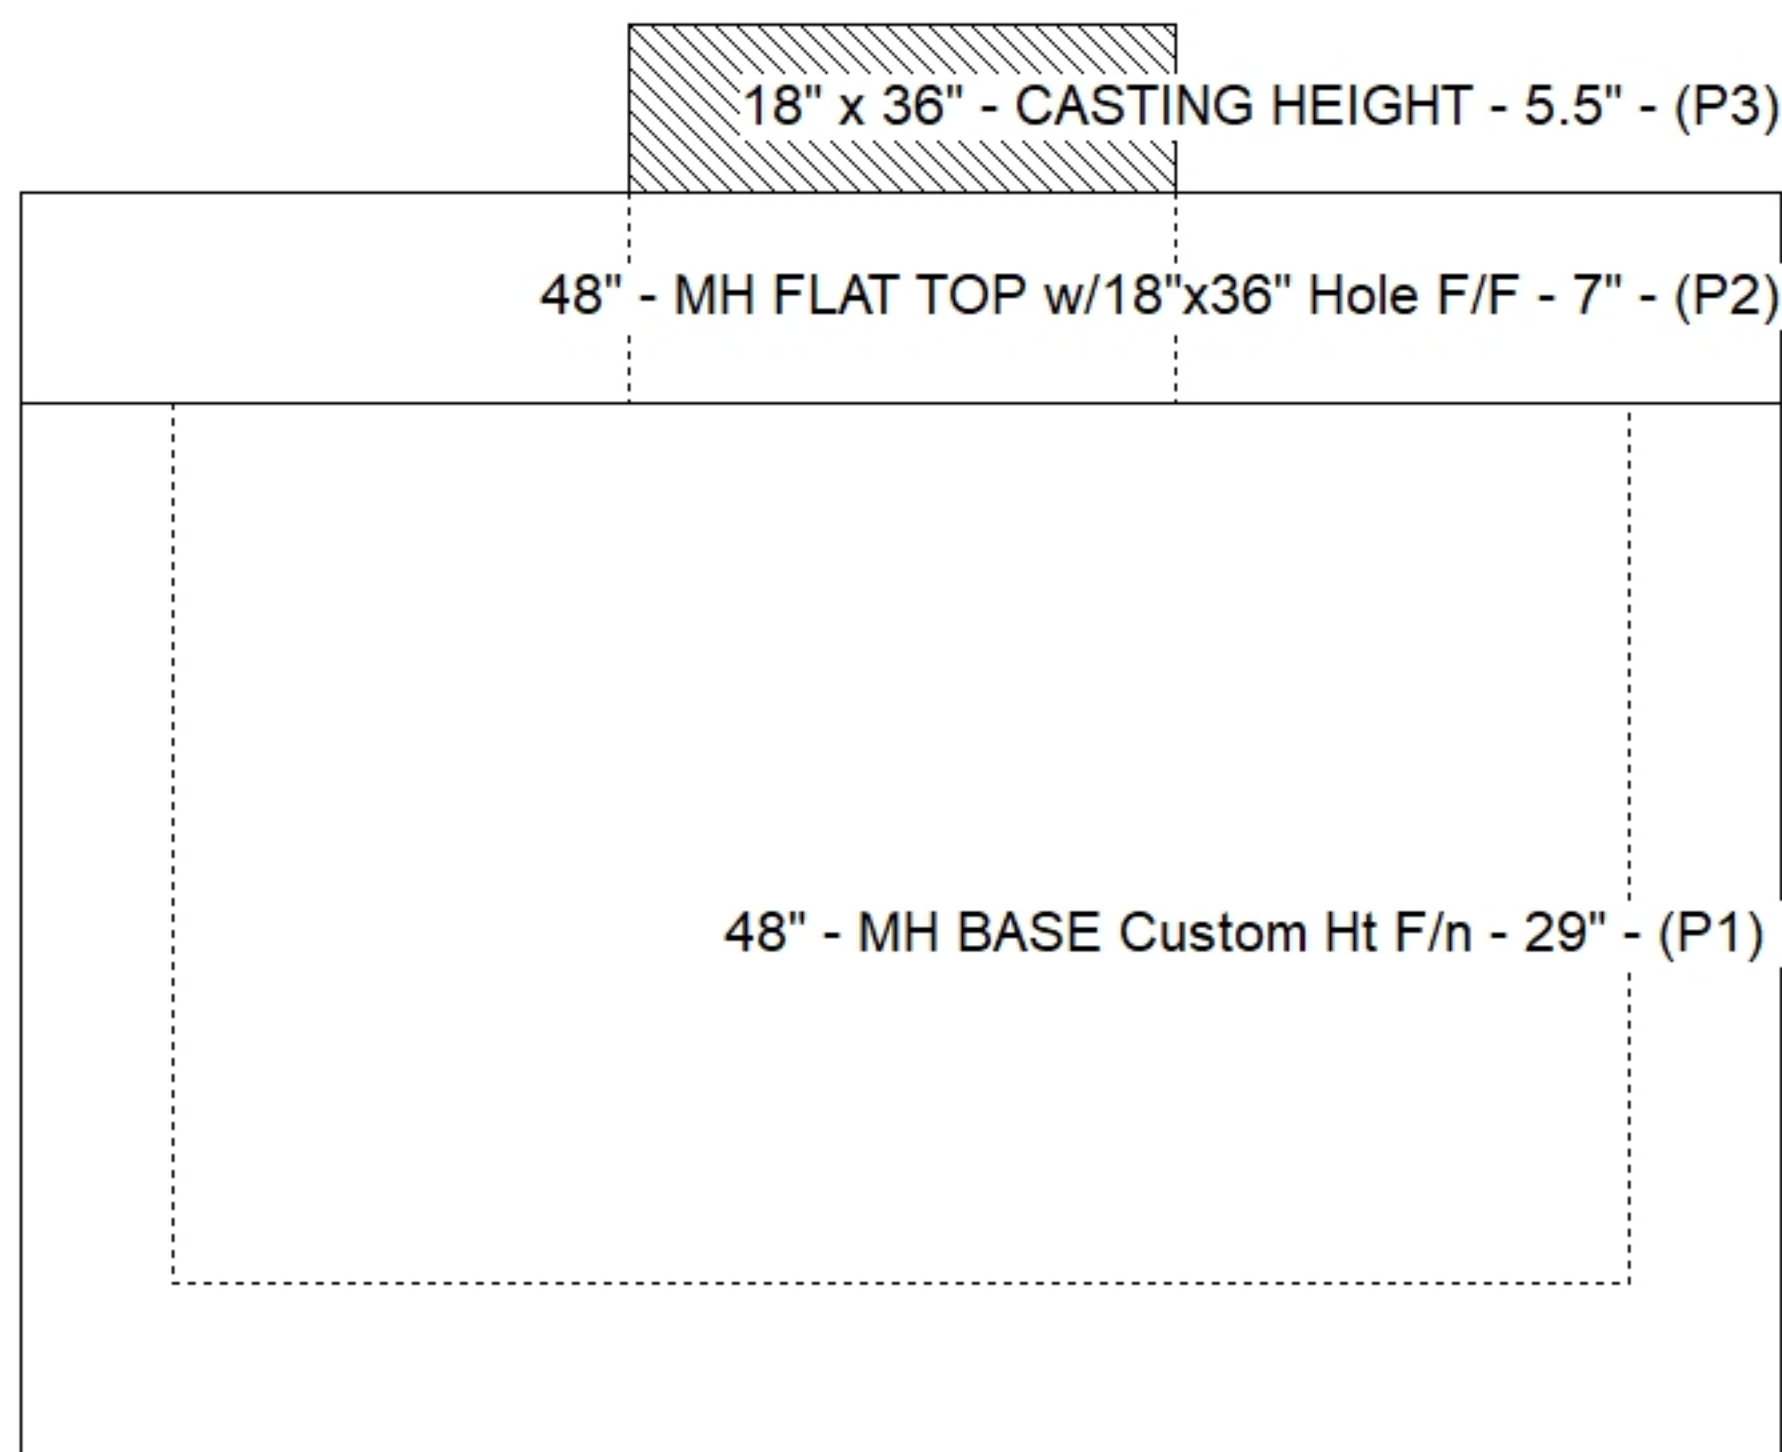 18" x 36" - CASTING HEIGHT - 5.5" - (P3)
48" - MH FLAT TOP w/18"x36" Hole F/F - 7" - (P2)
48" - MH BASE Custom Ht F/n - 29" - (P1)